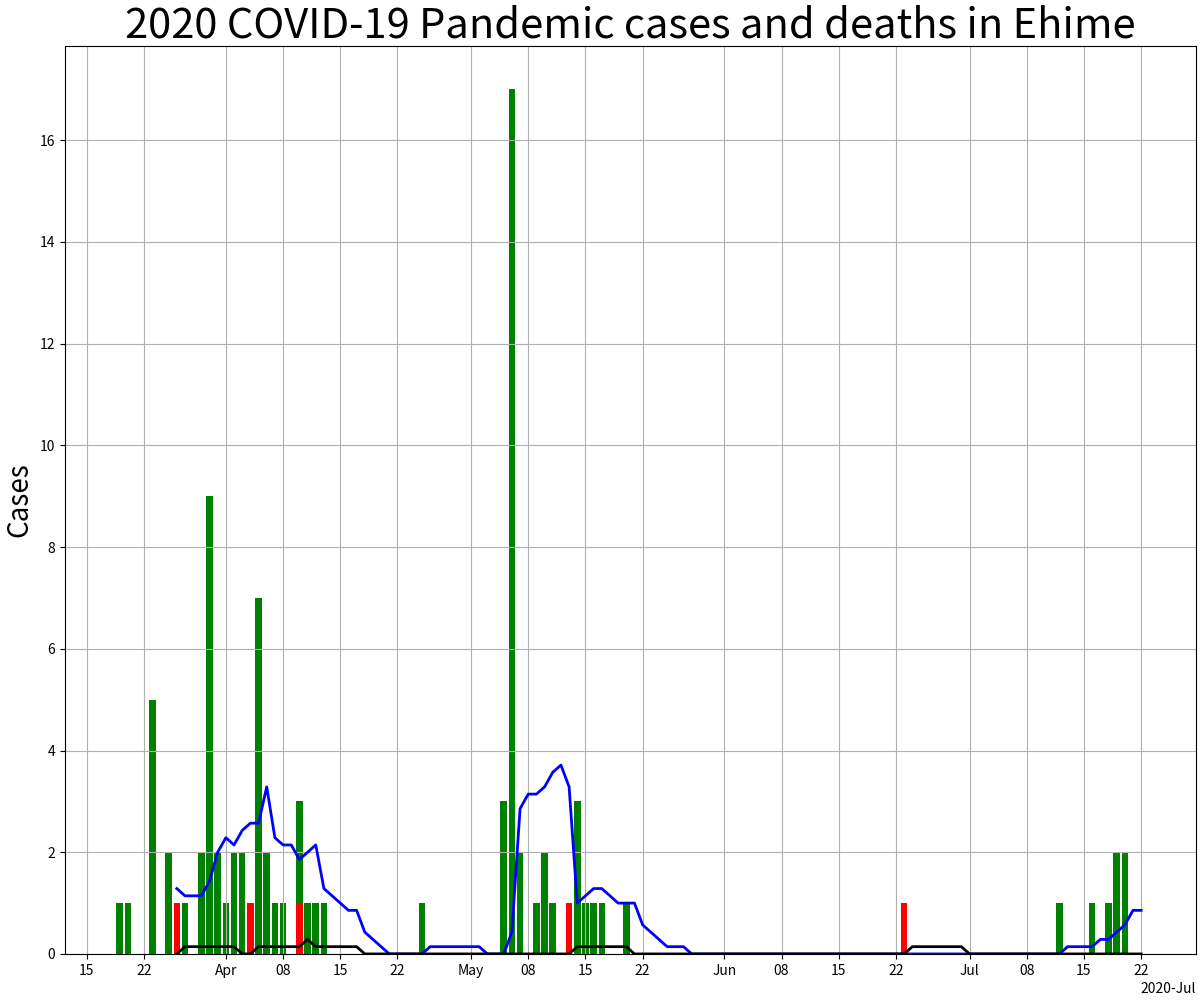 2020 COVID-19 Pandemic cases and deaths in Ehime
Cases
16
14
12
10
8
6
4
2
0
15 22 Apr 08 15 22 May 08 15 22 Jun 08 15 22 Jul 08 15 22
2020-Jul